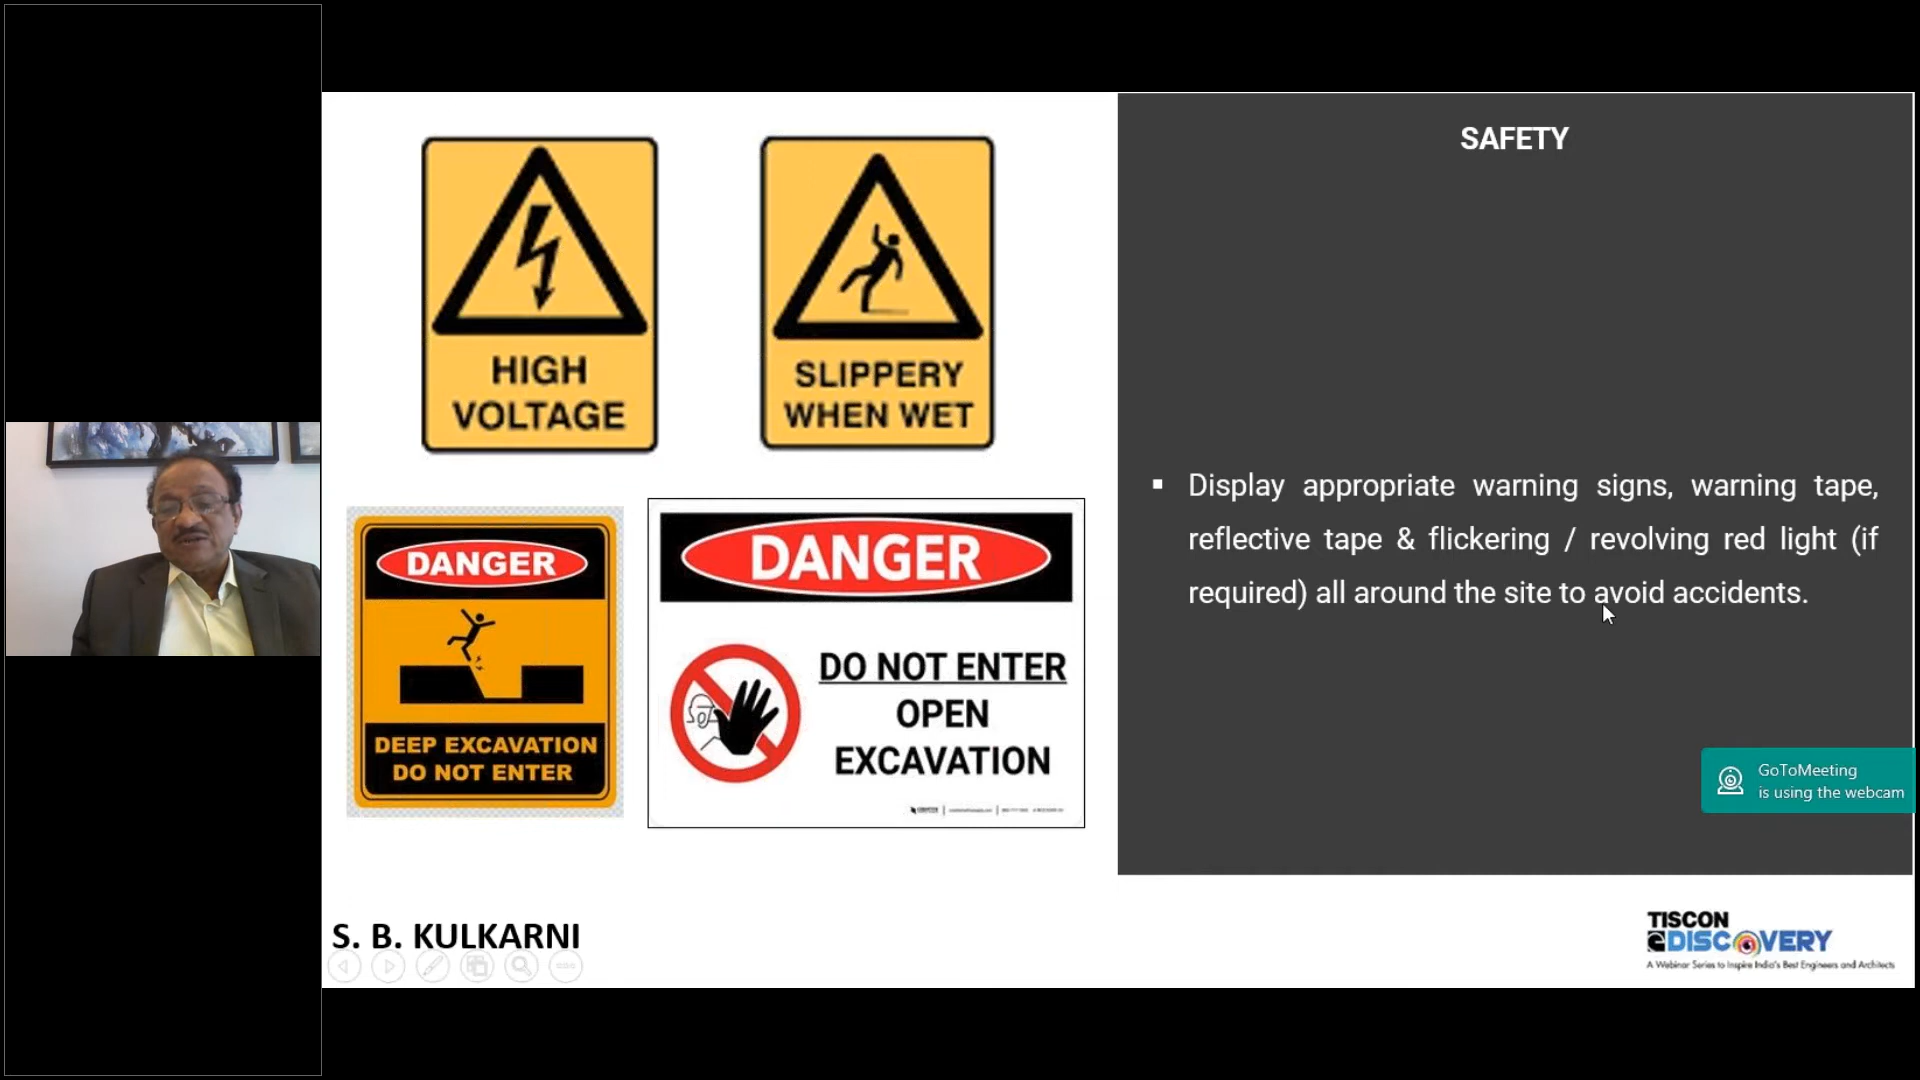 HIGH
VOLTAGE
SLIPPERY
WHEN WET
DANGER
DEEP EXCAVATION
DO NOT ENTER
DANGER
DO NOT ENTER
OPEN
EXCAVATION
SAFETY
▪ Display appropriate warning signs, warning tape,
reflective tape & flickering / revolving red light (if
required) all around the site to avoid accidents.
GoToMeeting
is using the webcam
S. B. KULKARNI
TISCON
eDISCOVERY
A Webinar Series to Inspire India's Best Engineers and Architects